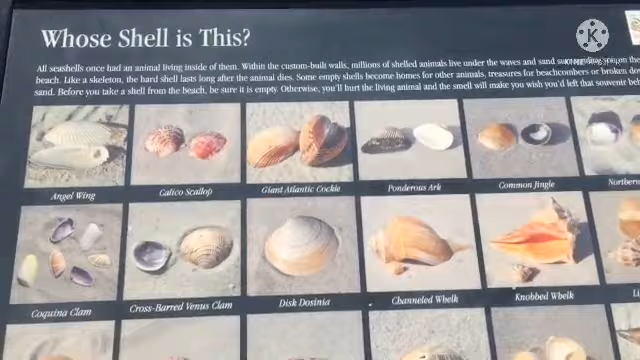 Whose Shell is This?
All seashells once had an animal living inside of them. Within the custom-built walls, millions of shelled animals live under the waves and sand
beach. Like a skeleton, the hard shell lasts long after the animal dies. Some empty shells become homes for other animals, treasures for beachcombers or broken do
sand. Before you take a shell from the beach, be sure it is empty. Otherwise, you'll hurt the living animal and the smell will make you wish you'd left that souvenir beh
Angel Wing
Calico Scallop
Giant Atlantic Cockle
Ponderous Ark
Common Jingle
Northern
Coquina Clam
Cross-Barred Venus Clam
Disk Dosinia
Channeled Whelk
Knobbed Whelk
Li